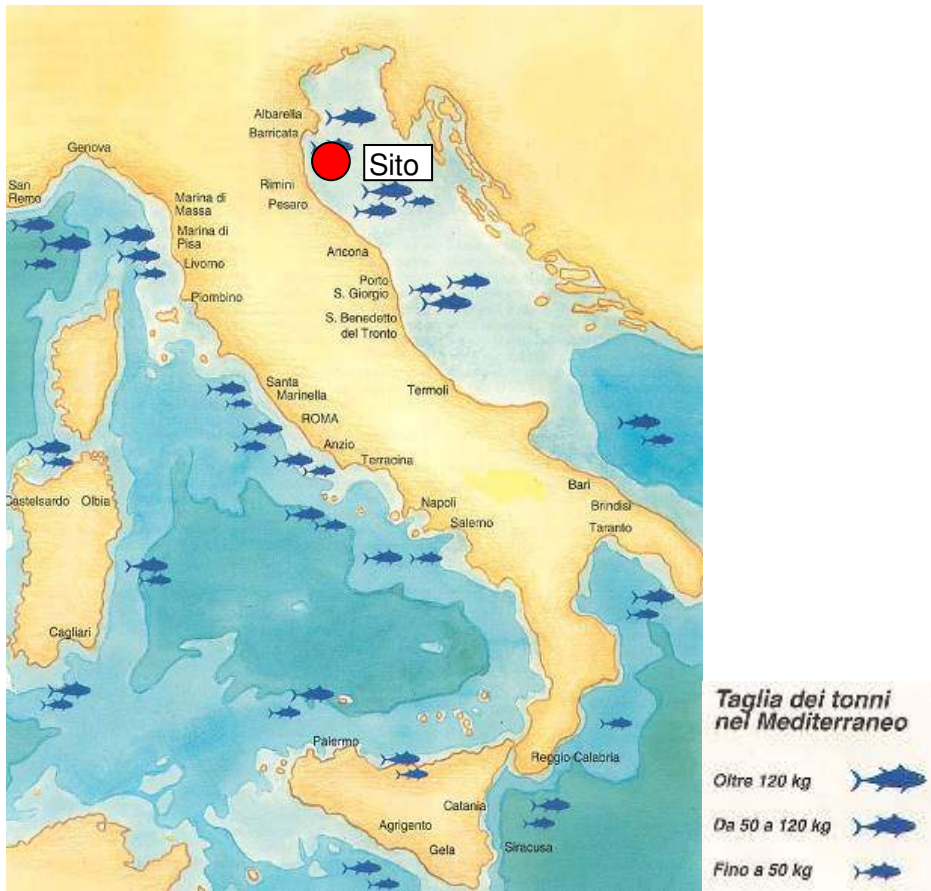 Albarella
Barricata
Sito
Genova
San
Remo
Rimini
Pesaro
Marina di
Massa
Marina di
Pisa
Livorno
Piombino
Ancona
Porto
S. Giorgio
S. Benedetto
del Tronto
Santa
Marinella
ROMA
Anzio
Terracina
Termoli
Castelsardo
Olbia
Napoli
Salerno
Bari
Brindisi
Taranto
Cagliari
Palermo
Reggio Calabria
Catania
Agrigento
Gela
Siracusa
Taglia dei tonni
nel Mediterraneo
Oltre 120 kg
Da 50 a 120 kg
Fino a 50 kg